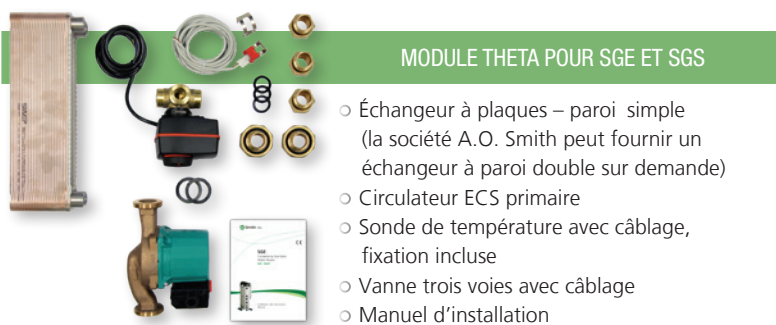 MODULE THETA POUR SGE ET SGS
○ Échangeur à plaques – paroi simple
(la société A.O. Smith peut fournir un
échangeur à paroi double sur demande)
○ Circulateur ECS primaire
○ Sonde de température avec câblage,
fixation incluse
○ Vanne trois voies avec câblage
○ Manuel d'installation
SGE
CE